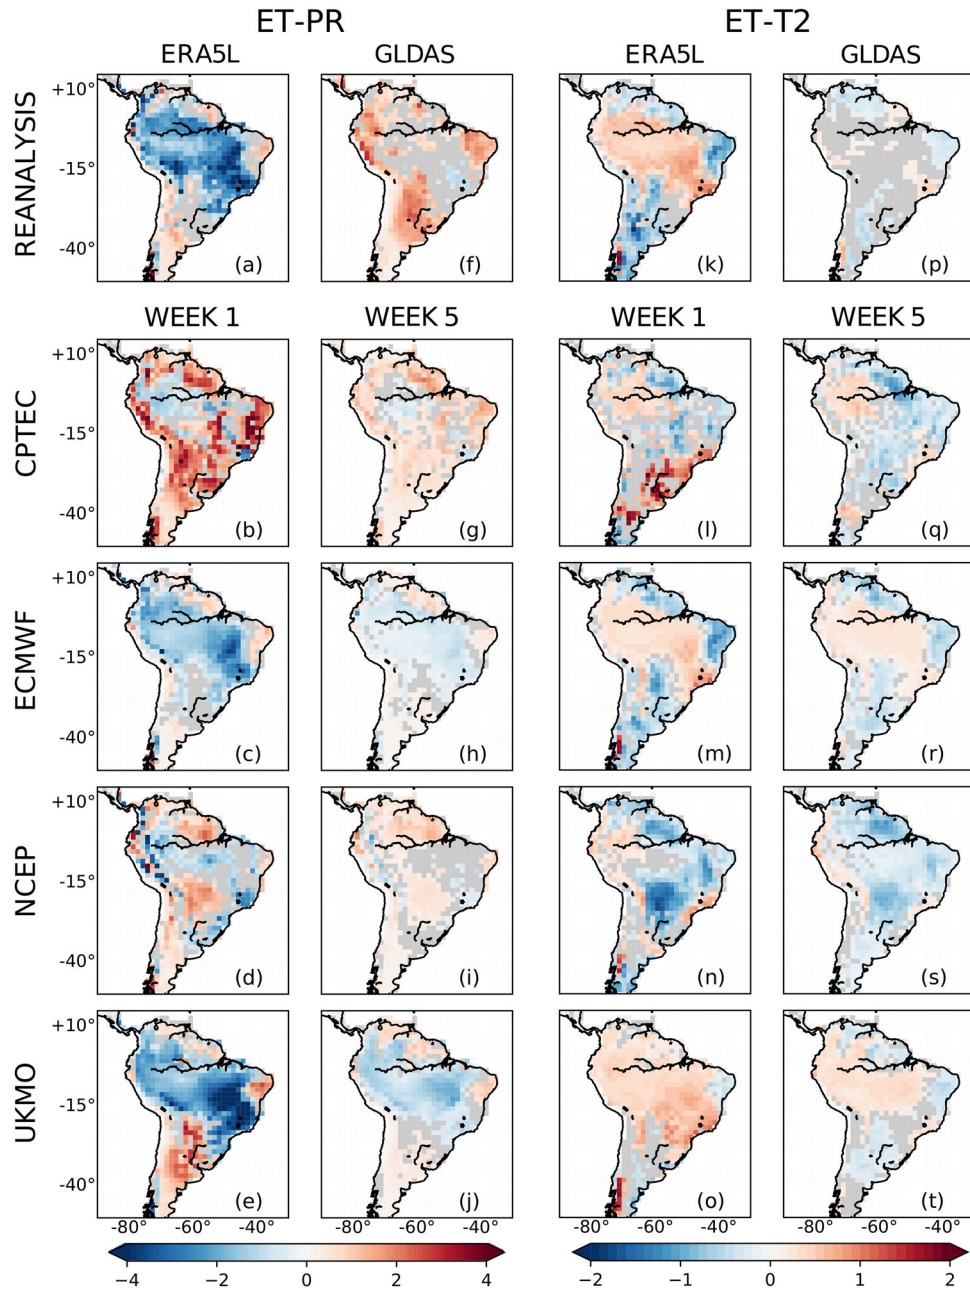 ET-PR ET-T2
ERA5L GLDAS ERA5L GLDAS
REANALYSIS
+10°
-15°
-40°
(a) (f) (k) (p)
WEEK 1 WEEK 5 WEEK 1 WEEK 5
CPTEC
+10°
-15°
-40°
(b) (g) (l) (q)
ECMWF
+10°
-15°
-40°
(c) (h) (m) (r)
NCEP
+10°
-15°
-40°
(d) (i) (n) (s)
UKMO
+10°
-15°
-40°
(e) (j) (o) (t)
-80° -60° -40° -80° -60° -40° -80° -60° -40° -80° -60° -40°
−4 −2 0 2 4 −2 −1 0 1 2